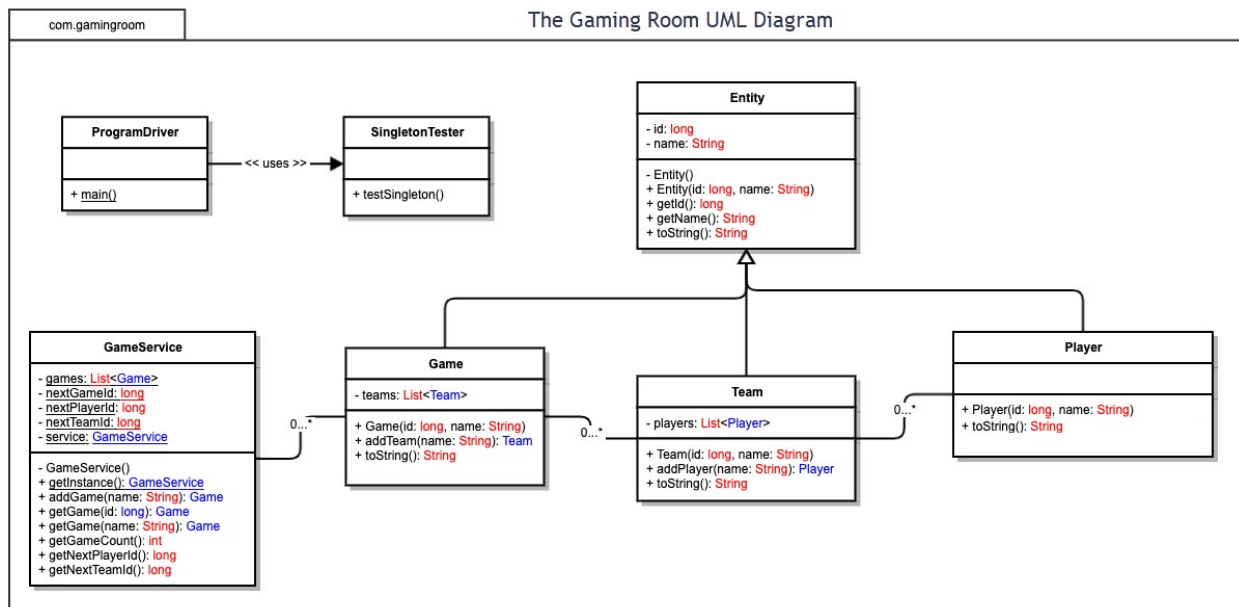 com.gamingroom
The Gaming Room UML Diagram
ProgramDriver
+ main()
<< uses >>
SingletonTester
+ testSingleton()
Entity
- id: long
- name: String
- Entity()
+ Entity(id: long, name: String)
+ getId(): long
+ getName(): String
+ toString(): String
GameService
- games: List<Game>
- nextGameId: long
- nextPlayerId: long
- nextTeamId: long
- service: GameService
- GameService()
+ getInstance(): GameService
+ addGame(name: String): Game
+ getGame(id: long): Game
+ getGame(name: String): Game
+ getGameCount: int
+ getNextPlayerId(): long
+ getNextTeamId(): long
0...*
Game
- teams: List<Team>
+ Game(id: long, name: String)
+ addTeam(name: String): Team
+ toString(): String
0...*
Team
- players: List<Player>
+ Team(id: long, name: String)
+ addPlayer(name: String): Player
+ toString(): String
0...*
Player
+ Player(id: long, name: String)
+ toString(): String